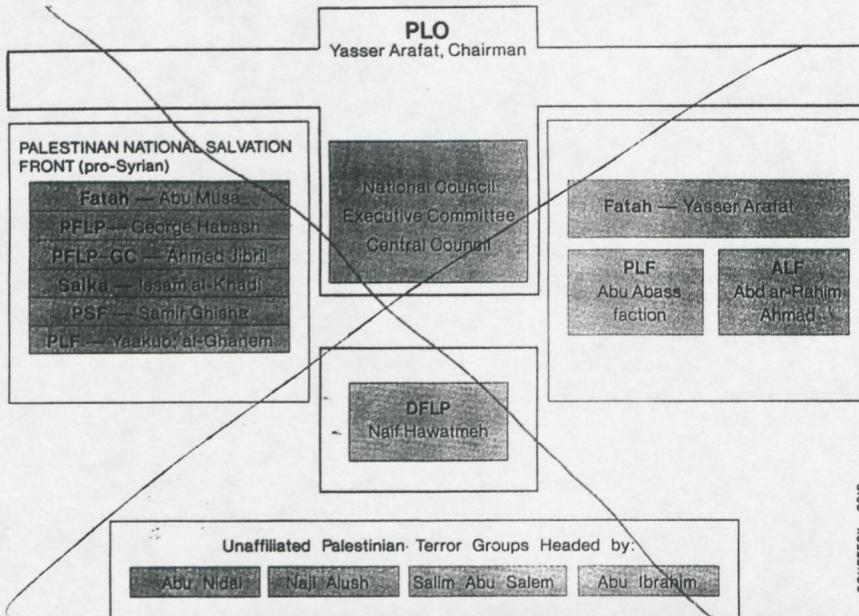 PLO
Yasser Arafat, Chairman
PALESTINAN NATIONAL SALVATION
FRONT (pro-Syrian)
Fatah — Abu Musa
PFLP — George Habash
PFLP-GC — Ahmed Jibril
Saika — Issam al-Khadi
PSF — Samir Ghisha
PLF — Yaakub, al-Ghanem
National Council
Executive Committee
Central Council
Fatah — Yasser Arafat
PLF
Abu Abass
faction
ALF
Abd ar-Rahim
Ahmad
DFLP
Naif Hawatmeh
Unaffiliated Palestinian Terror Groups Headed by:
Abu Nidal
Naji Alush
Salim Abu Salem
Abu Ibrahim